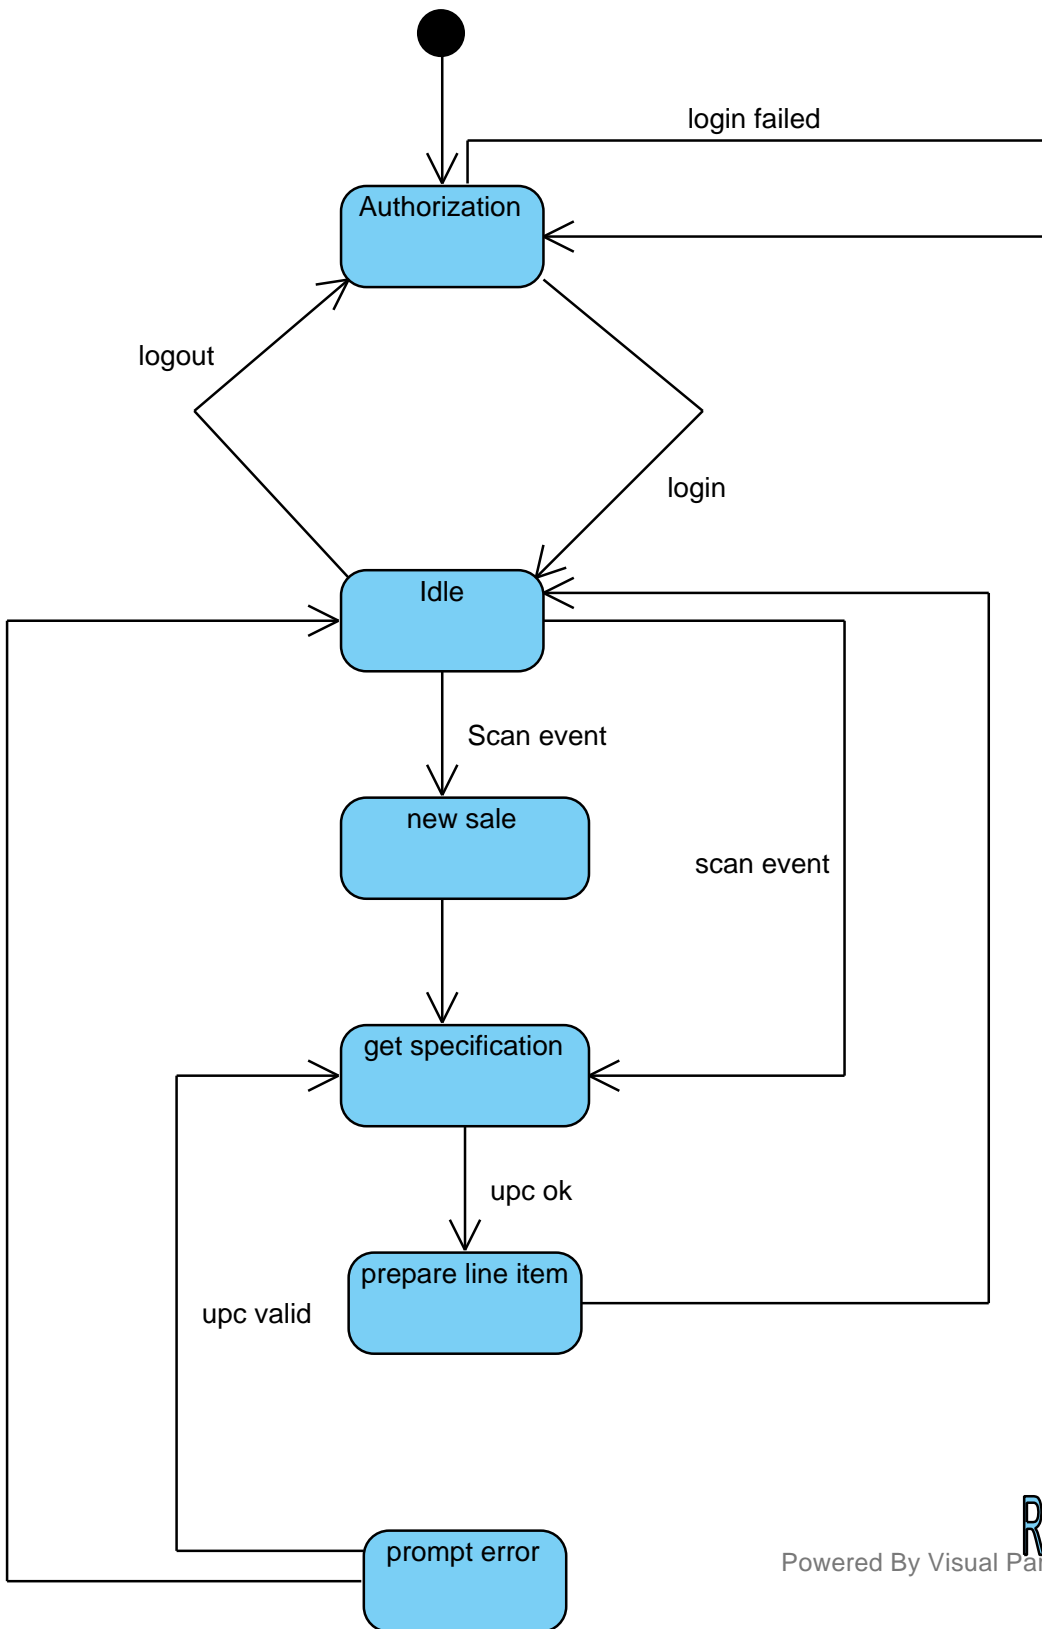 login failed
Authorization
logout
login
Idle
Scan event
new sale
scan event
get specification
upc ok
prepare line item
upc valid
prompt error
R
Powered By Visual